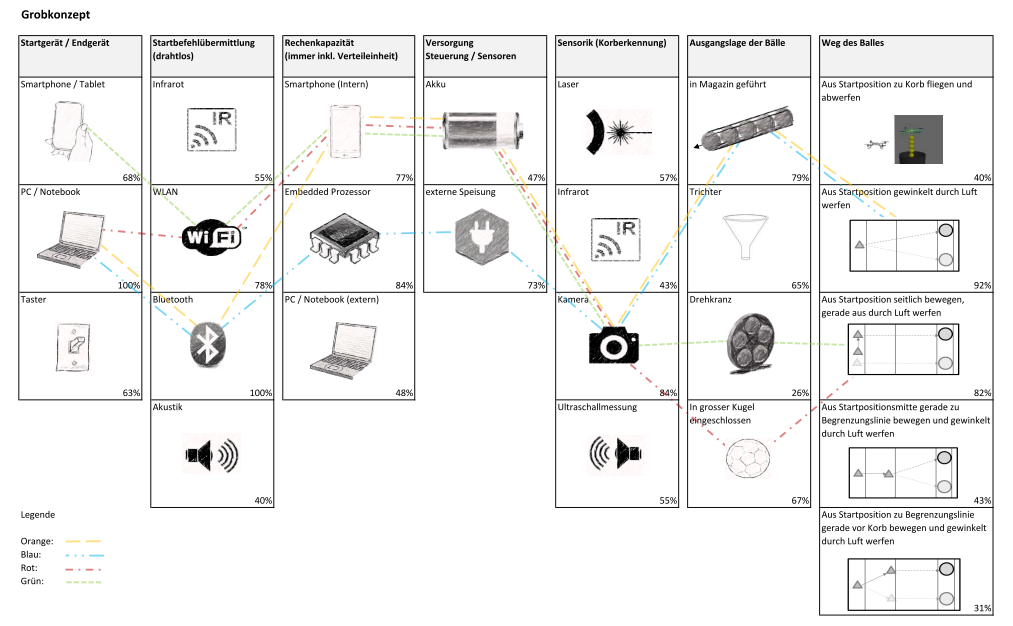 Grobkonzept
Startgerät / Endgerät
Startbefehlübermittlung
(drahtlos)
Rechenkapazität
(immer inkl. Verteileinheit)
Versorgung
Steuerung / Sensoren
Sensorik (Korberkennung)
Ausgangslage der Bälle
Weg des Balles
Smartphone / Tablet
68%
Infrarot
IR
55%
Smartphone (Intern)
77%
Akku
47%
Laser
57%
in Magazin geführt
79%
Aus Startposition zu Korb fliegen und
abwerfen
40%
PC / Notebook
100%
WLAN
WiFi
78%
Embedded Prozessor
84%
externe Speisung
73%
Infrarot
IR
43%
Trichter
65%
Aus Startposition gewinkelt durch Luft
werfen
92%
Taster
63%
Bluetooth
100%
PC / Notebook (extern)
48%
Kamera
84%
Drehkranz
26%
Aus Startposition seitlich bewegen,
gerade aus durch Luft werfen
82%
Akustik
40%
Ultraschallmessung
55%
In grosser Kugel
eingeschlossen
67%
Aus Startpositionsmitte gerade zu
Begrenzungslinie bewegen und gewinkelt
durch Luft werfen
43%
Aus Startposition zu Begrenzungslinie
gerade vor Korb bewegen und gewinkelt
durch Luft werfen
31%
Legende
Orange:
Blau:
Rot:
Grün: